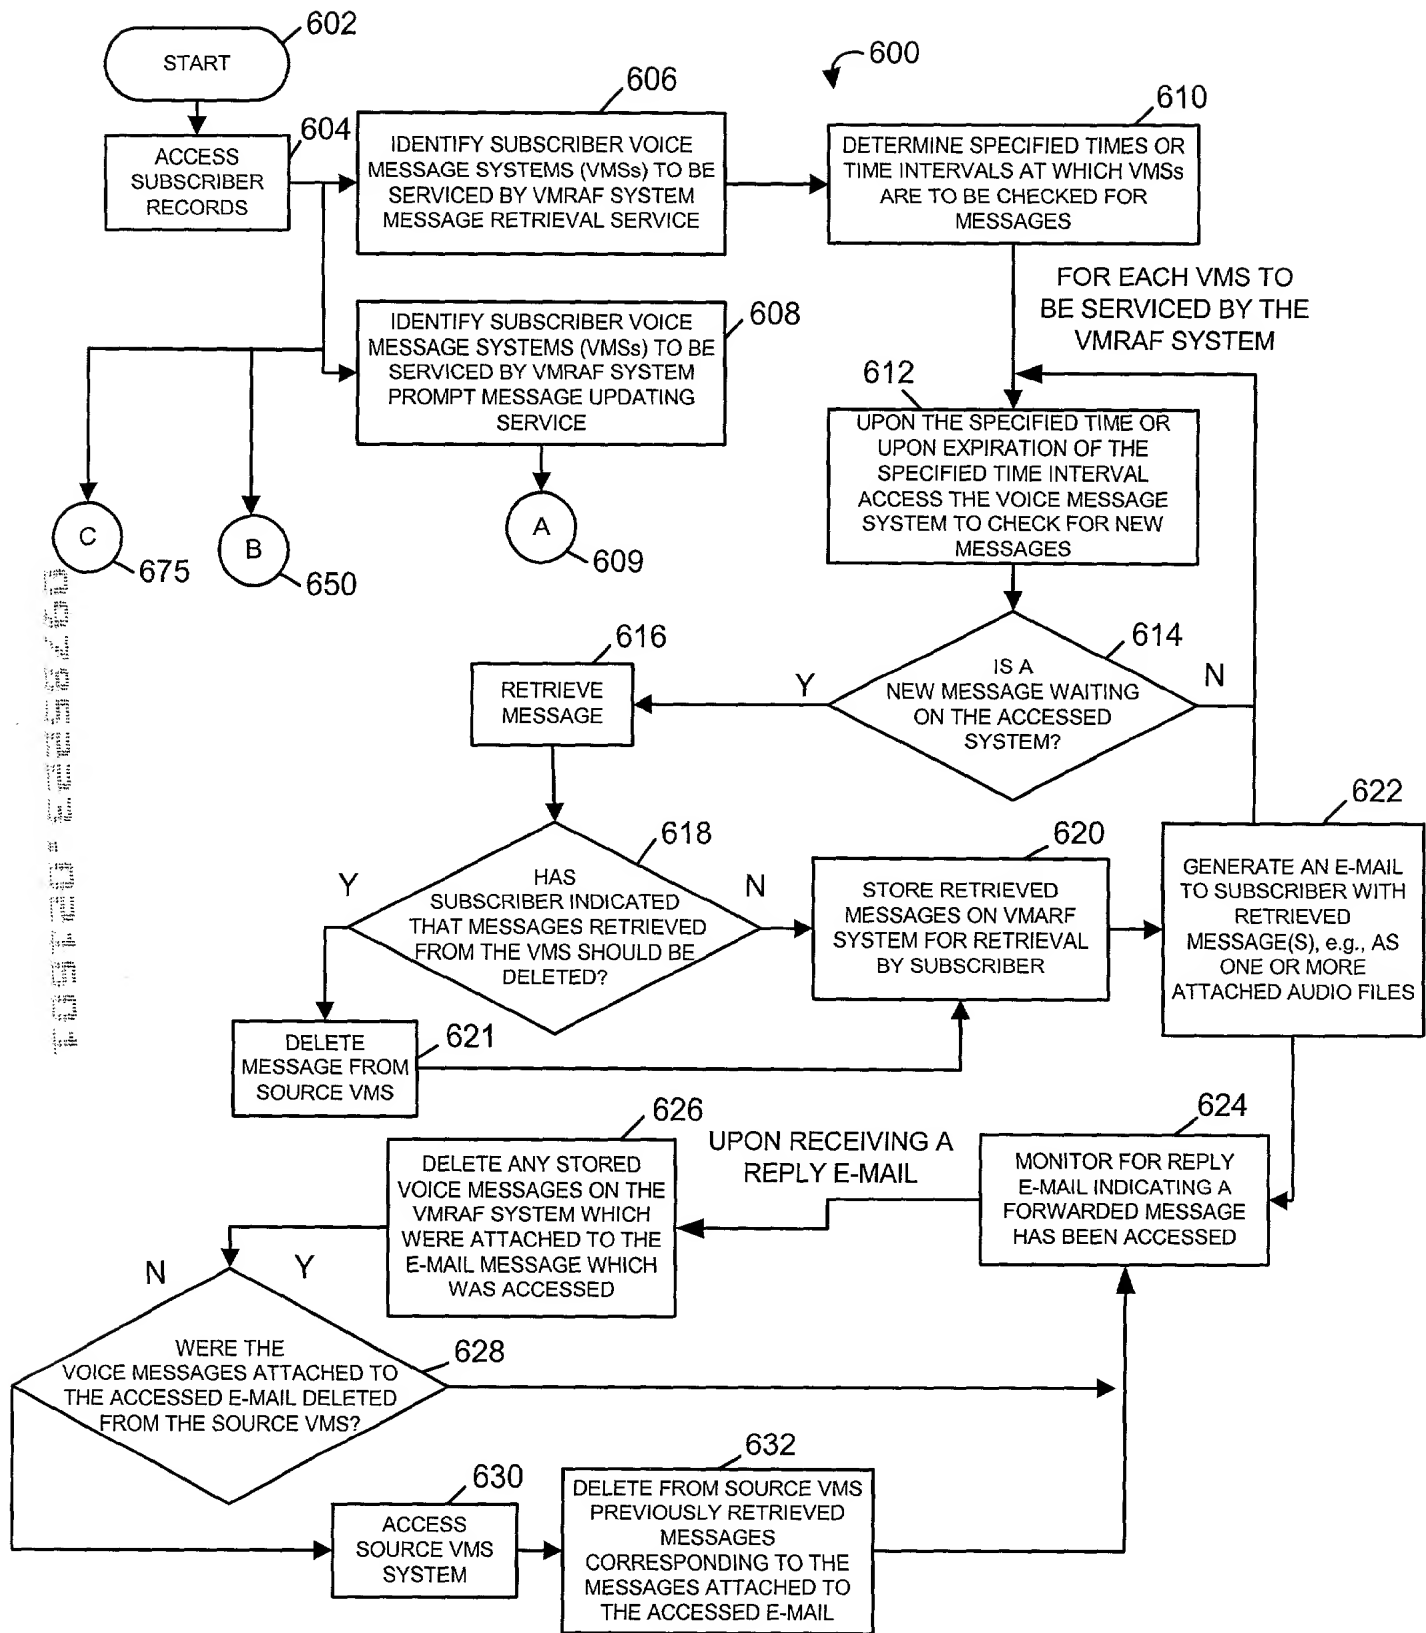 602
START
600
606
610
604
ACCESS
SUBSCRIBER
RECORDS
IDENTIFY SUBSCRIBER VOICE
MESSAGE SYSTEMS (VMSs) TO BE
SERVICED BY VMRAF SYSTEM
MESSAGE RETRIEVAL SERVICE
DETERMINE SPECIFIED TIMES OR
TIME INTERVALS AT WHICH VMSs
ARE TO BE CHECKED FOR
MESSAGES
FOR EACH VMS TO
BE SERVICED BY THE
VMRAF SYSTEM
608
IDENTIFY SUBSCRIBER VOICE
MESSAGE SYSTEMS (VMSs) TO BE
SERVICED BY VMRAF SYSTEM
PROMPT MESSAGE UPDATING
SERVICE
612
UPON THE SPECIFIED TIME OR
UPON EXPIRATION OF THE
SPECIFIED TIME INTERVAL
ACCESS THE VOICE MESSAGE
SYSTEM TO CHECK FOR NEW
MESSAGES
C
675
B
650
A
609
09785223.021501
614
IS A
NEW MESSAGE WAITING
ON THE ACCESSED
SYSTEM?
Y
N
616
RETRIEVE
MESSAGE
618
HAS
SUBSCRIBER INDICATED
THAT MESSAGES RETRIEVED
FROM THE VMS SHOULD BE
DELETED?
Y
N
620
STORE RETRIEVED
MESSAGES ON VMARF
SYSTEM FOR RETRIEVAL
BY SUBSCRIBER
622
GENERATE AN E-MAIL
TO SUBSCRIBER WITH
RETRIEVED
MESSAGE(S), e.g., AS
ONE OR MORE
ATTACHED AUDIO FILES
621
DELETE
MESSAGE FROM
SOURCE VMS
624
MONITOR FOR REPLY
E-MAIL INDICATING A
FORWARDED MESSAGE
HAS BEEN ACCESSED
UPON RECEIVING A
REPLY E-MAIL
626
DELETE ANY STORED
VOICE MESSAGES ON THE
VMRAF SYSTEM WHICH
WERE ATTACHED TO THE
E-MAIL MESSAGE WHICH
WAS ACCESSED
N
Y
628
WERE THE
VOICE MESSAGES ATTACHED TO
THE ACCESSED E-MAIL DELETED
FROM THE SOURCE VMS?
630
ACCESS
SOURCE VMS
SYSTEM
632
DELETE FROM SOURCE VMS
PREVIOUSLY RETRIEVED
MESSAGES
CORRESPONDING TO THE
MESSAGES ATTACHED TO
THE ACCESSED E-MAIL